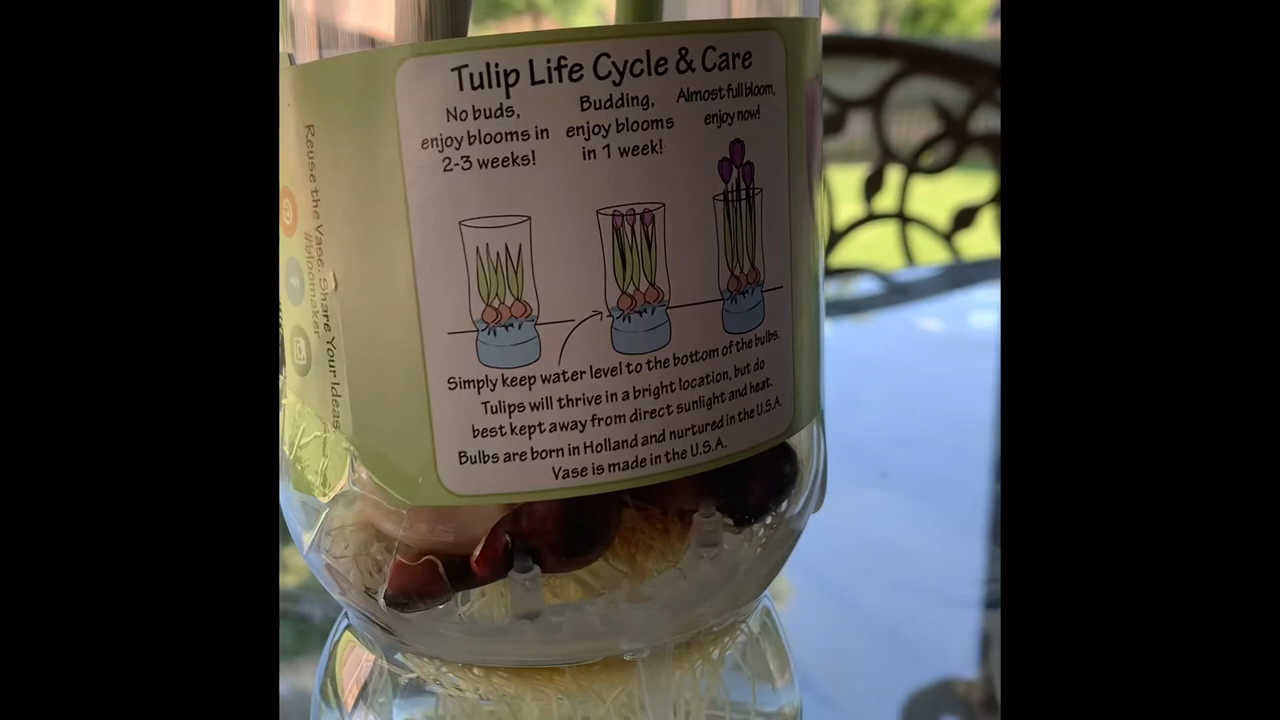 Tulip Life Cycle & Care
No buds,
enjoy blooms in
2-3 weeks!
Budding,
enjoy blooms
in 1 week!
Almost full bloom,
enjoy now!
Simply keep water level to the bottom of the bulbs.
Tulips will thrive in a bright location, but do
best kept away from direct sunlight and heat.
Bulbs are born in Holland and nurtured in the U.S.A.
Vase is made in the U.S.A.
Reuse the Vase. Share Your Ideas
#bloomaker